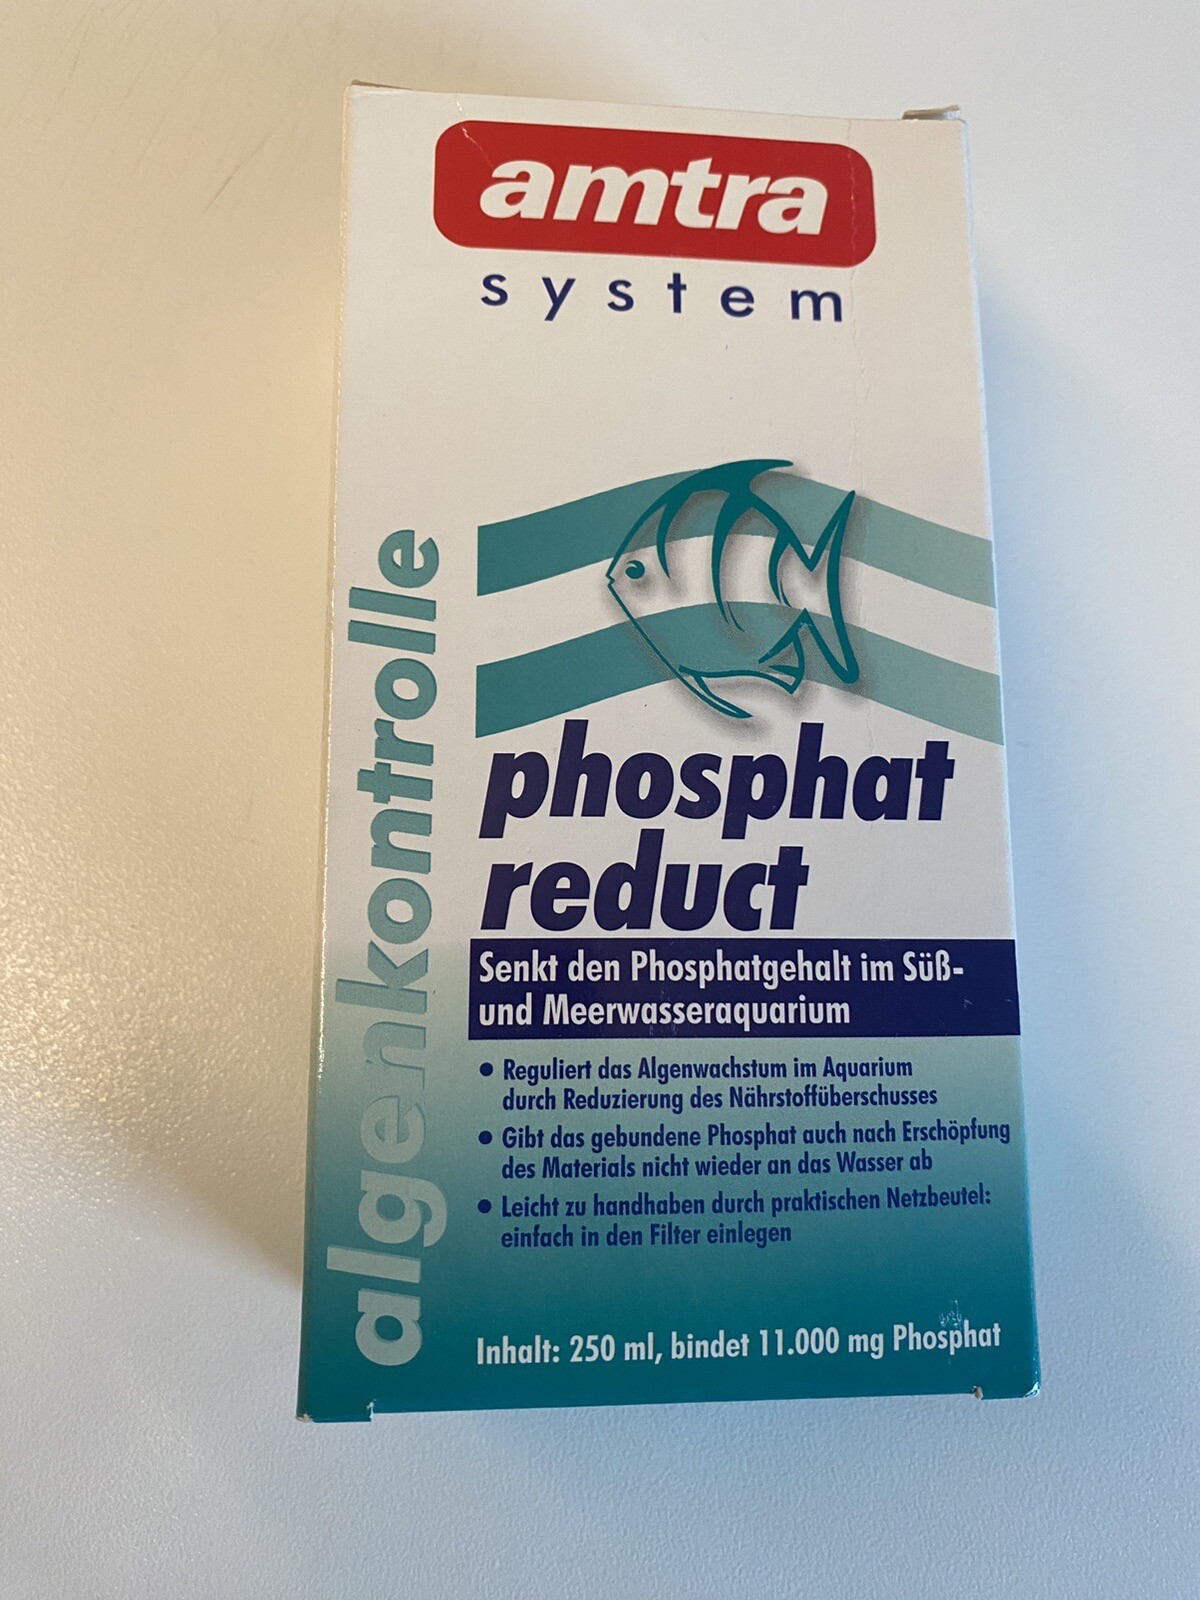 amtra
system
algenkontrolle
phosphat
reduct
Senkt den Phosphatgehalt im Süß-
und Meerwasseraquarium
• Reguliert das Algenwachstum im Aquarium
durch Reduzierung des Nährstoffüberschusses
• Gibt das gebundene Phosphat auch nach Erschöpfung
des Materials nicht wieder an das Wasser ab
• Leicht zu handhaben durch praktischen Netzbeutel:
einfach in den Filter einlegen
Inhalt: 250 ml, bindet 11.000 mg Phosphat